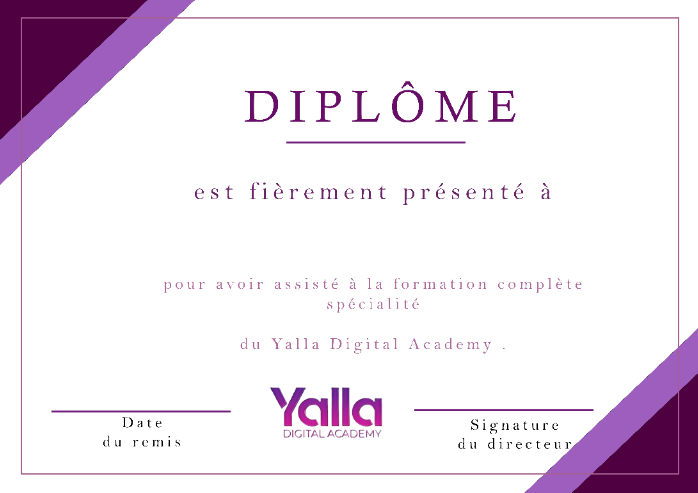 DIPLÔME
est fièrement présenté à
pour avoir assisté à la formation complète
spécialité
du Yalla Digital Academy .
Yalla
DIGITAL ACADEMY
Date
du remis
Signature
du directeur